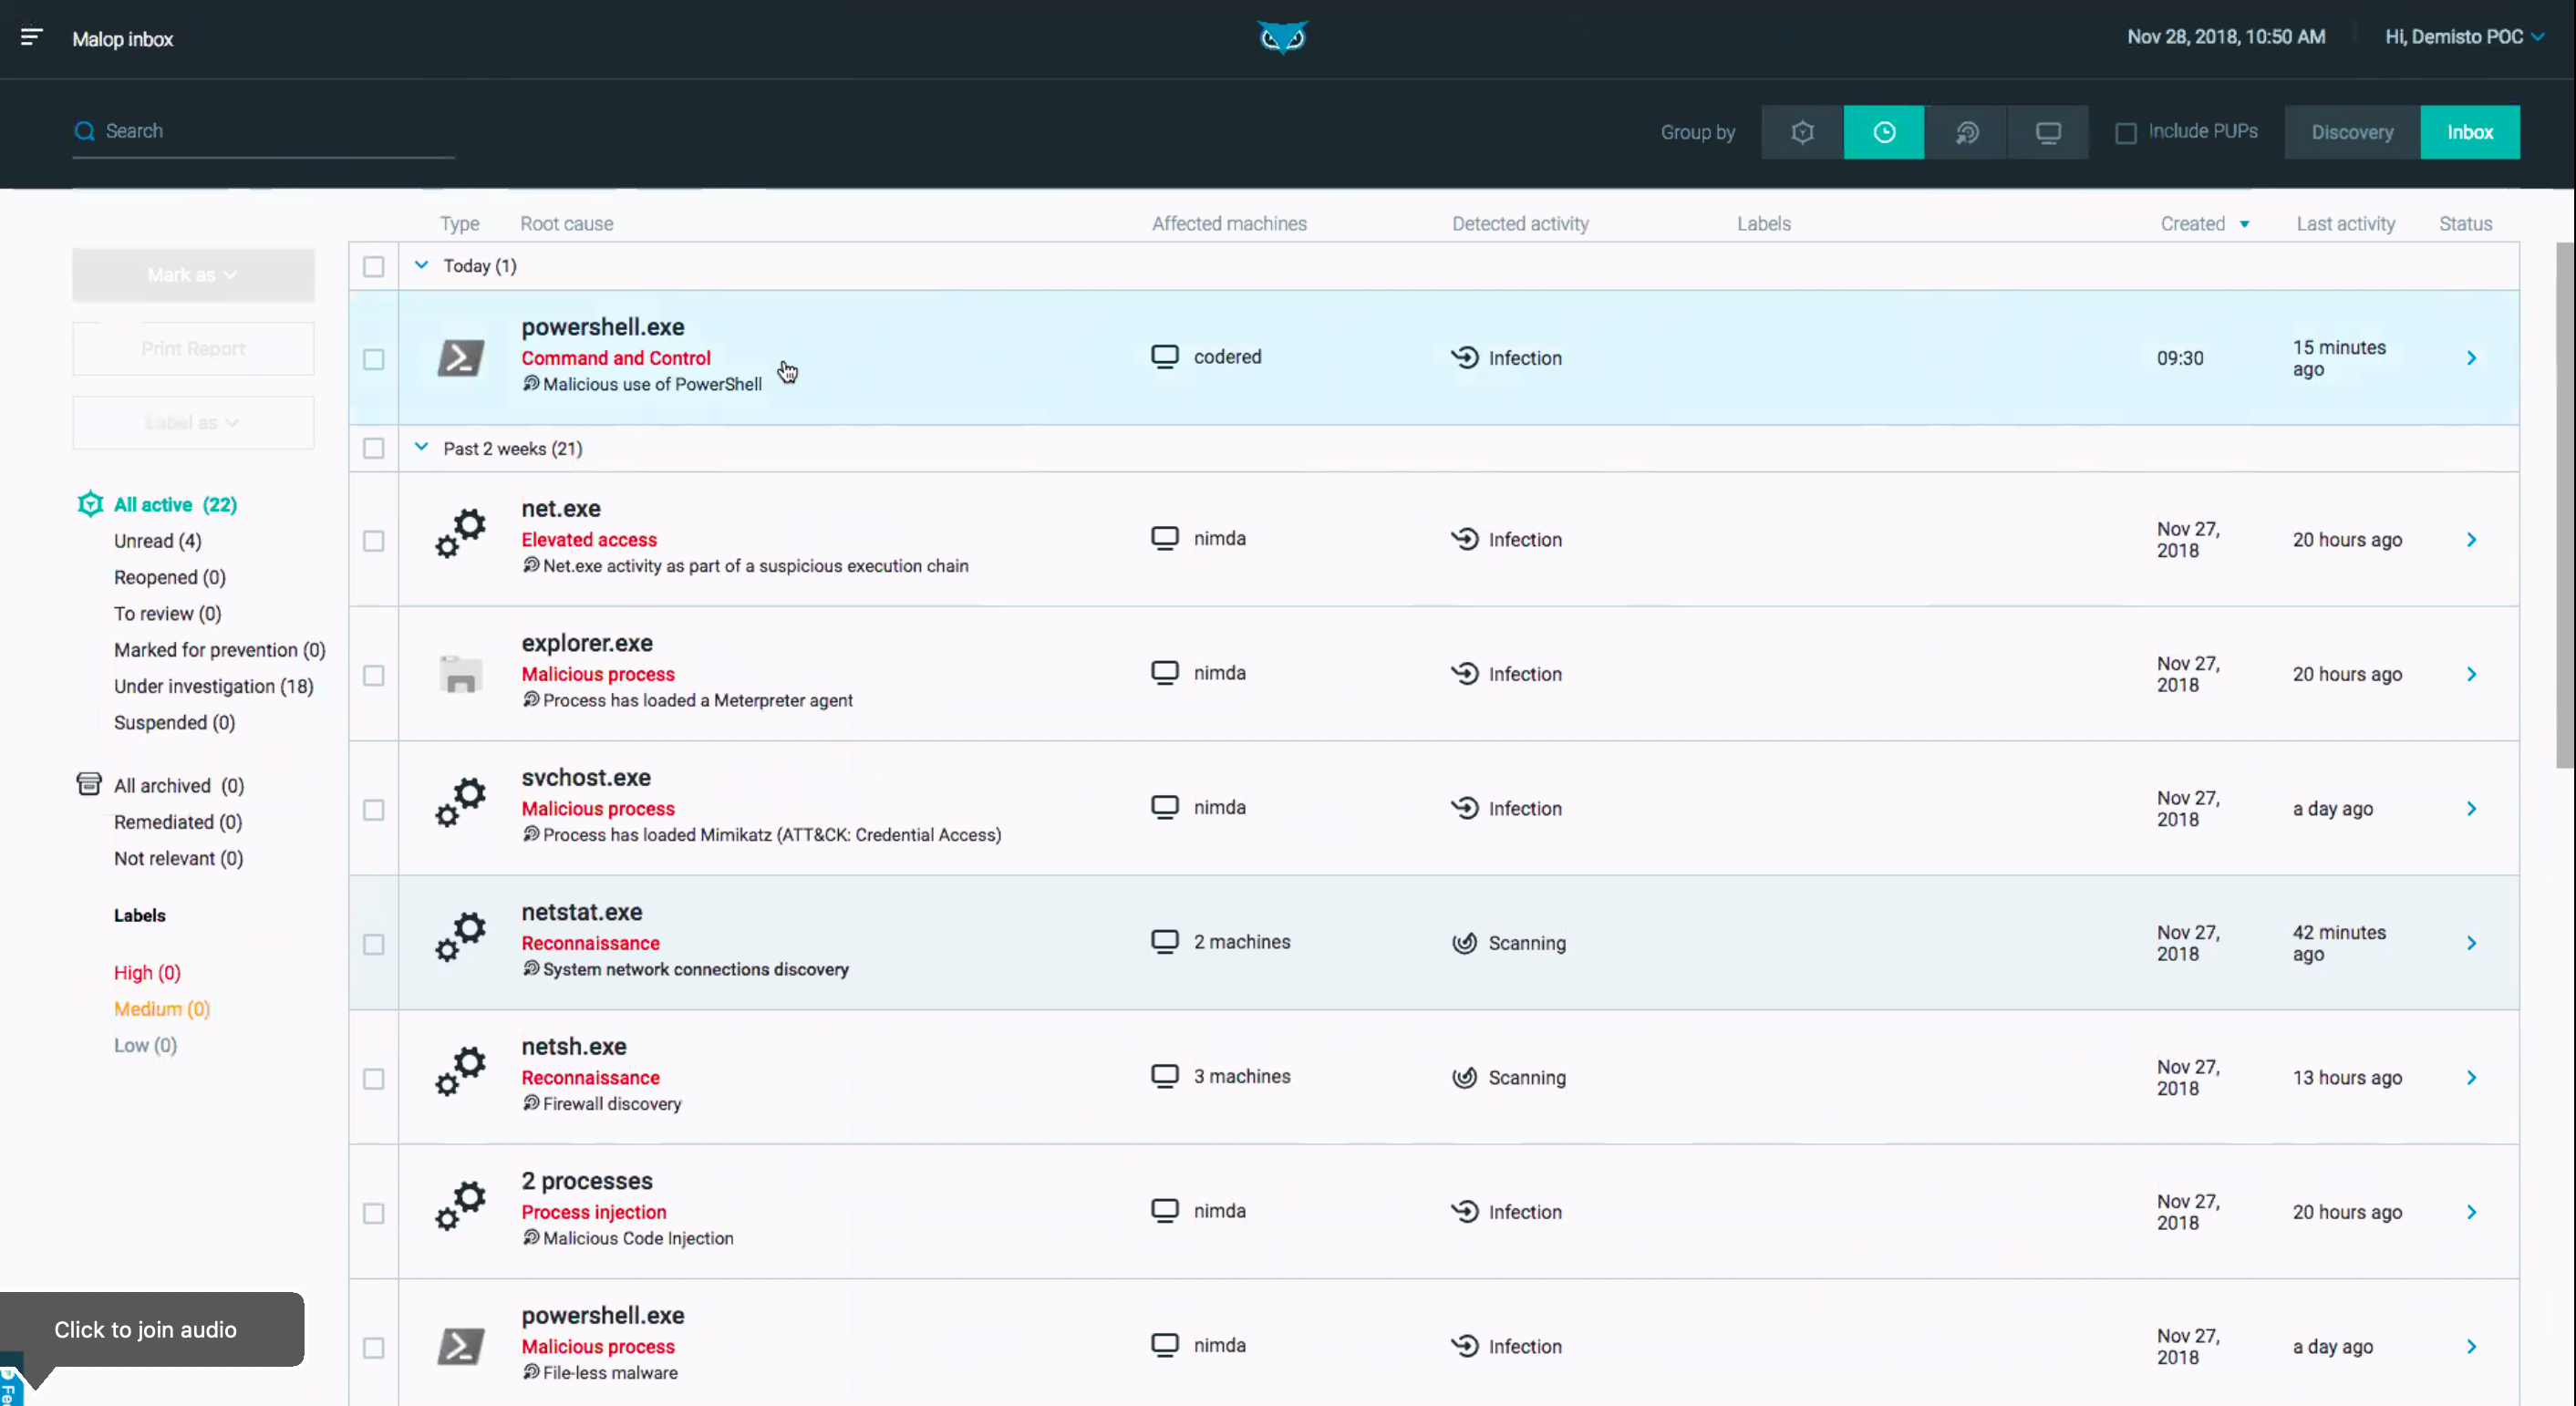 Malop inbox
Nov 28, 2018, 10:50 AM
Hi, Demisto POC
Search
Group by
Include PUPs
Discovery
Inbox
Type
Root cause
Affected machines
Detected activity
Labels
Created
Last activity
Status
Mark as
Print Report
Label as
All active (22)
Unread (4)
Reopened (0)
To review (0)
Marked for prevention (0)
Under investigation (18)
Suspended (0)
All archived (0)
Remediated (0)
Not relevant (0)
Labels
High (0)
Medium (0)
Low (0)
Today (1)
powershell.exe
Command and Control
Malicious use of PowerShell
codered
Infection
09:30
15 minutes
ago
Past 2 weeks (21)
net.exe
Elevated access
Net.exe activity as part of a suspicious execution chain
nimda
Infection
Nov 27,
2018
20 hours ago
explorer.exe
Malicious process
Process has loaded a Meterpreter agent
nimda
Infection
Nov 27,
2018
20 hours ago
svchost.exe
Malicious process
Process has loaded Mimikatz (ATT&CK: Credential Access)
nimda
Infection
Nov 27,
2018
a day ago
netstat.exe
Reconnaissance
System network connections discovery
2 machines
Scanning
Nov 27,
2018
42 minutes
ago
netsh.exe
Reconnaissance
Firewall discovery
3 machines
Scanning
Nov 27,
2018
13 hours ago
2 processes
Process injection
Malicious Code Injection
nimda
Infection
Nov 27,
2018
20 hours ago
powershell.exe
Malicious process
File-less malware
nimda
Infection
Nov 27,
2018
a day ago
Click to join audio